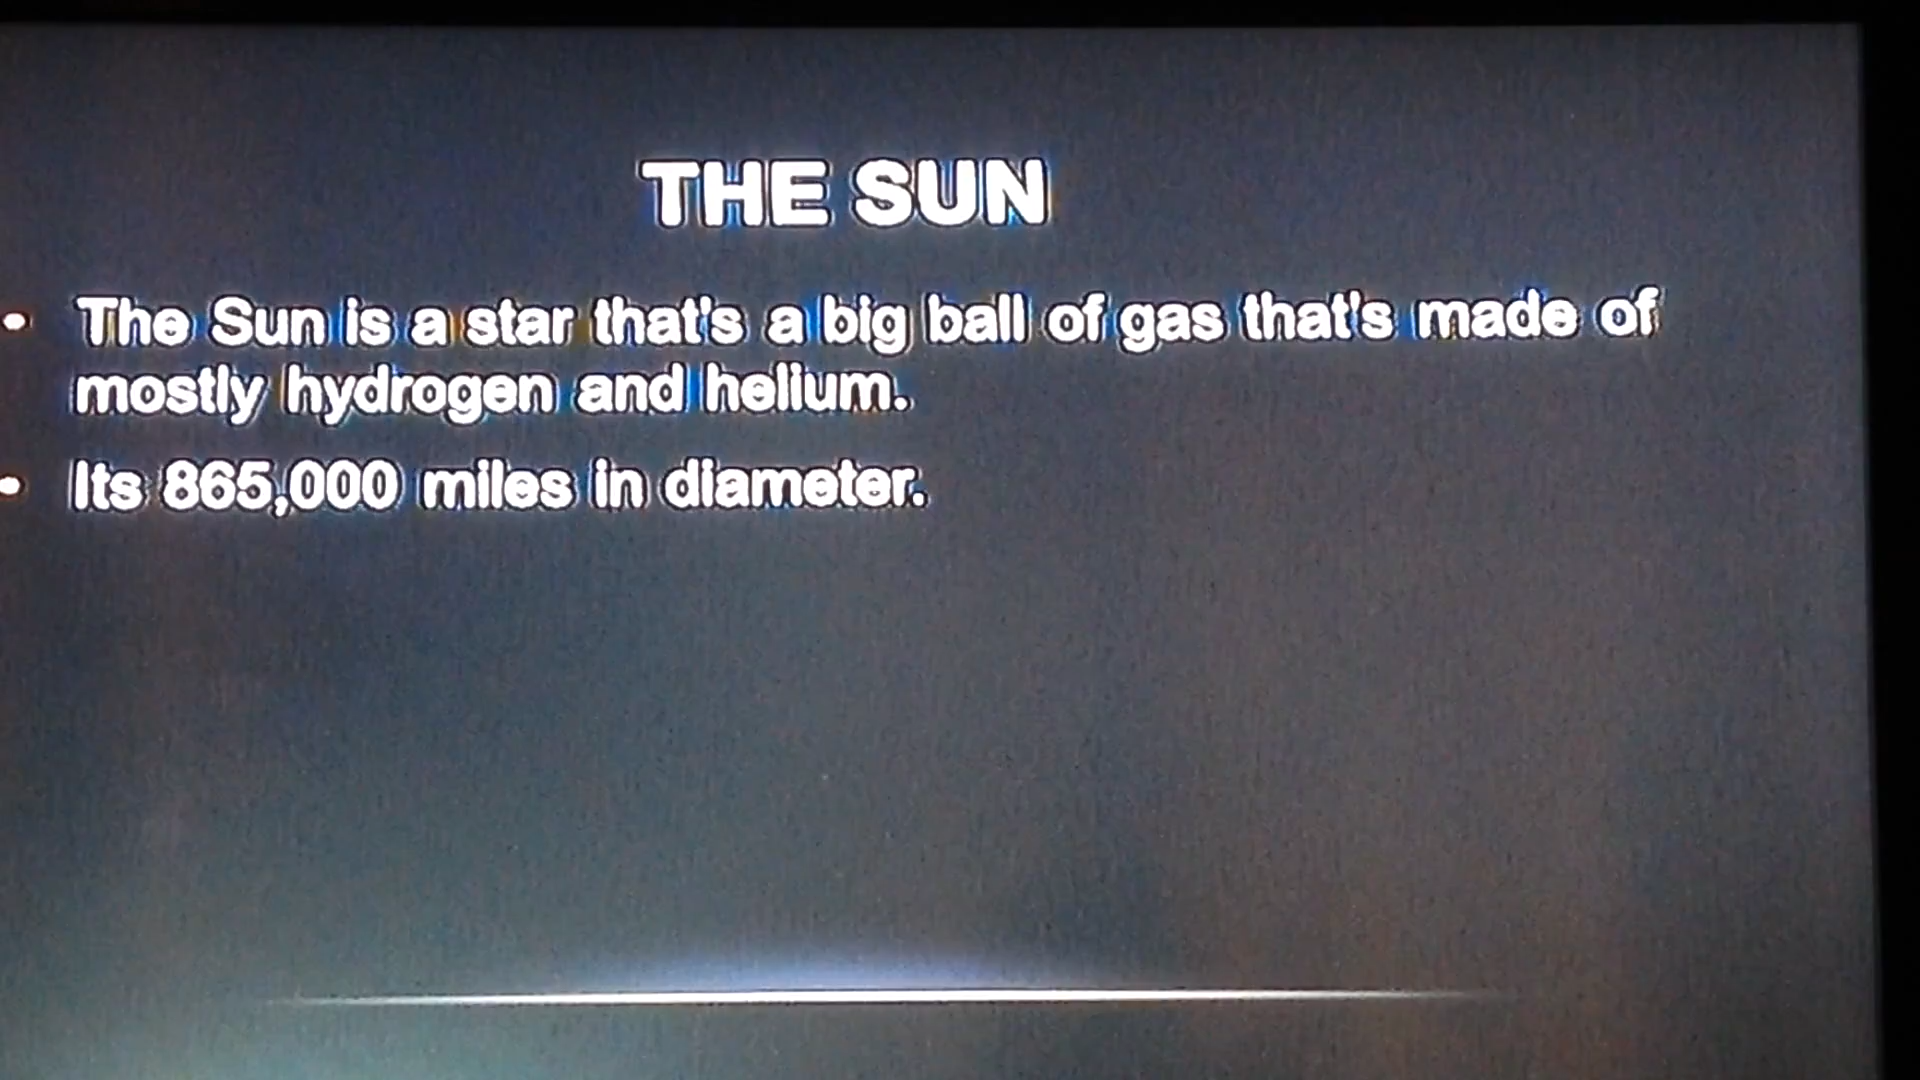 THE SUN
• The Sun is a star that's a big ball of gas that's made of
mostly hydrogen and helium.
• Its 865,000 miles in diameter.